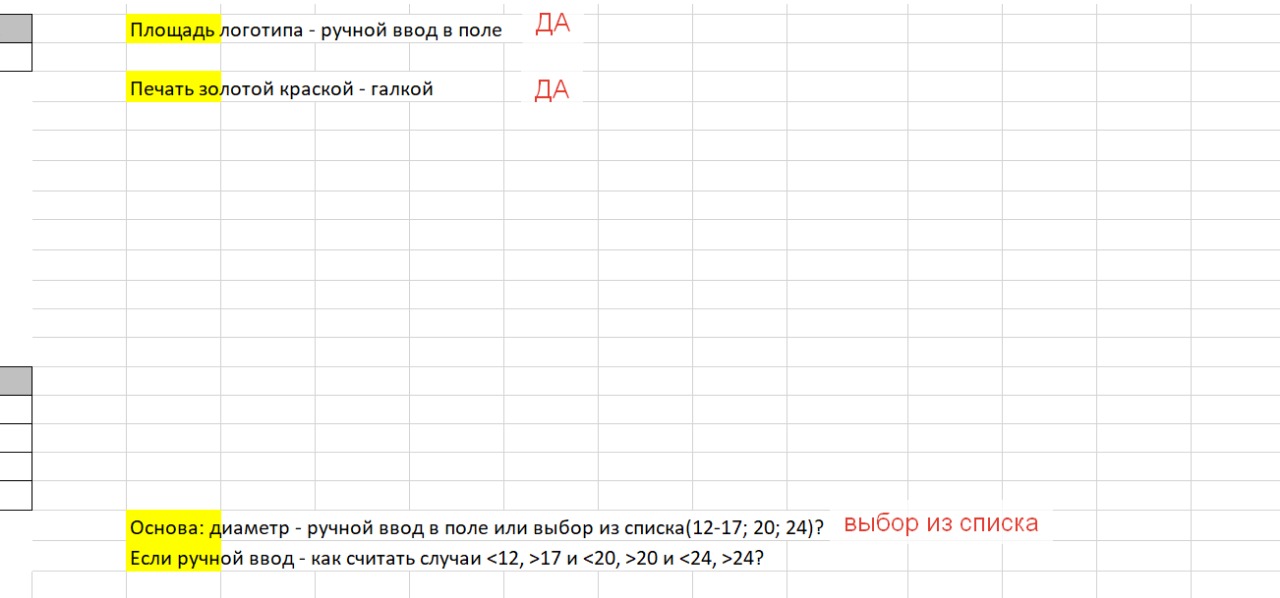 Площадь логотипа - ручной ввод в поле ДА
Печать золотой краской - галкой ДА
Основа: диаметр - ручной ввод в поле или выбор из списка(12-17; 20; 24)? выбор из списка
Если ручной ввод - как считать случаи <12, >17 и <20, >20 и <24, >24?